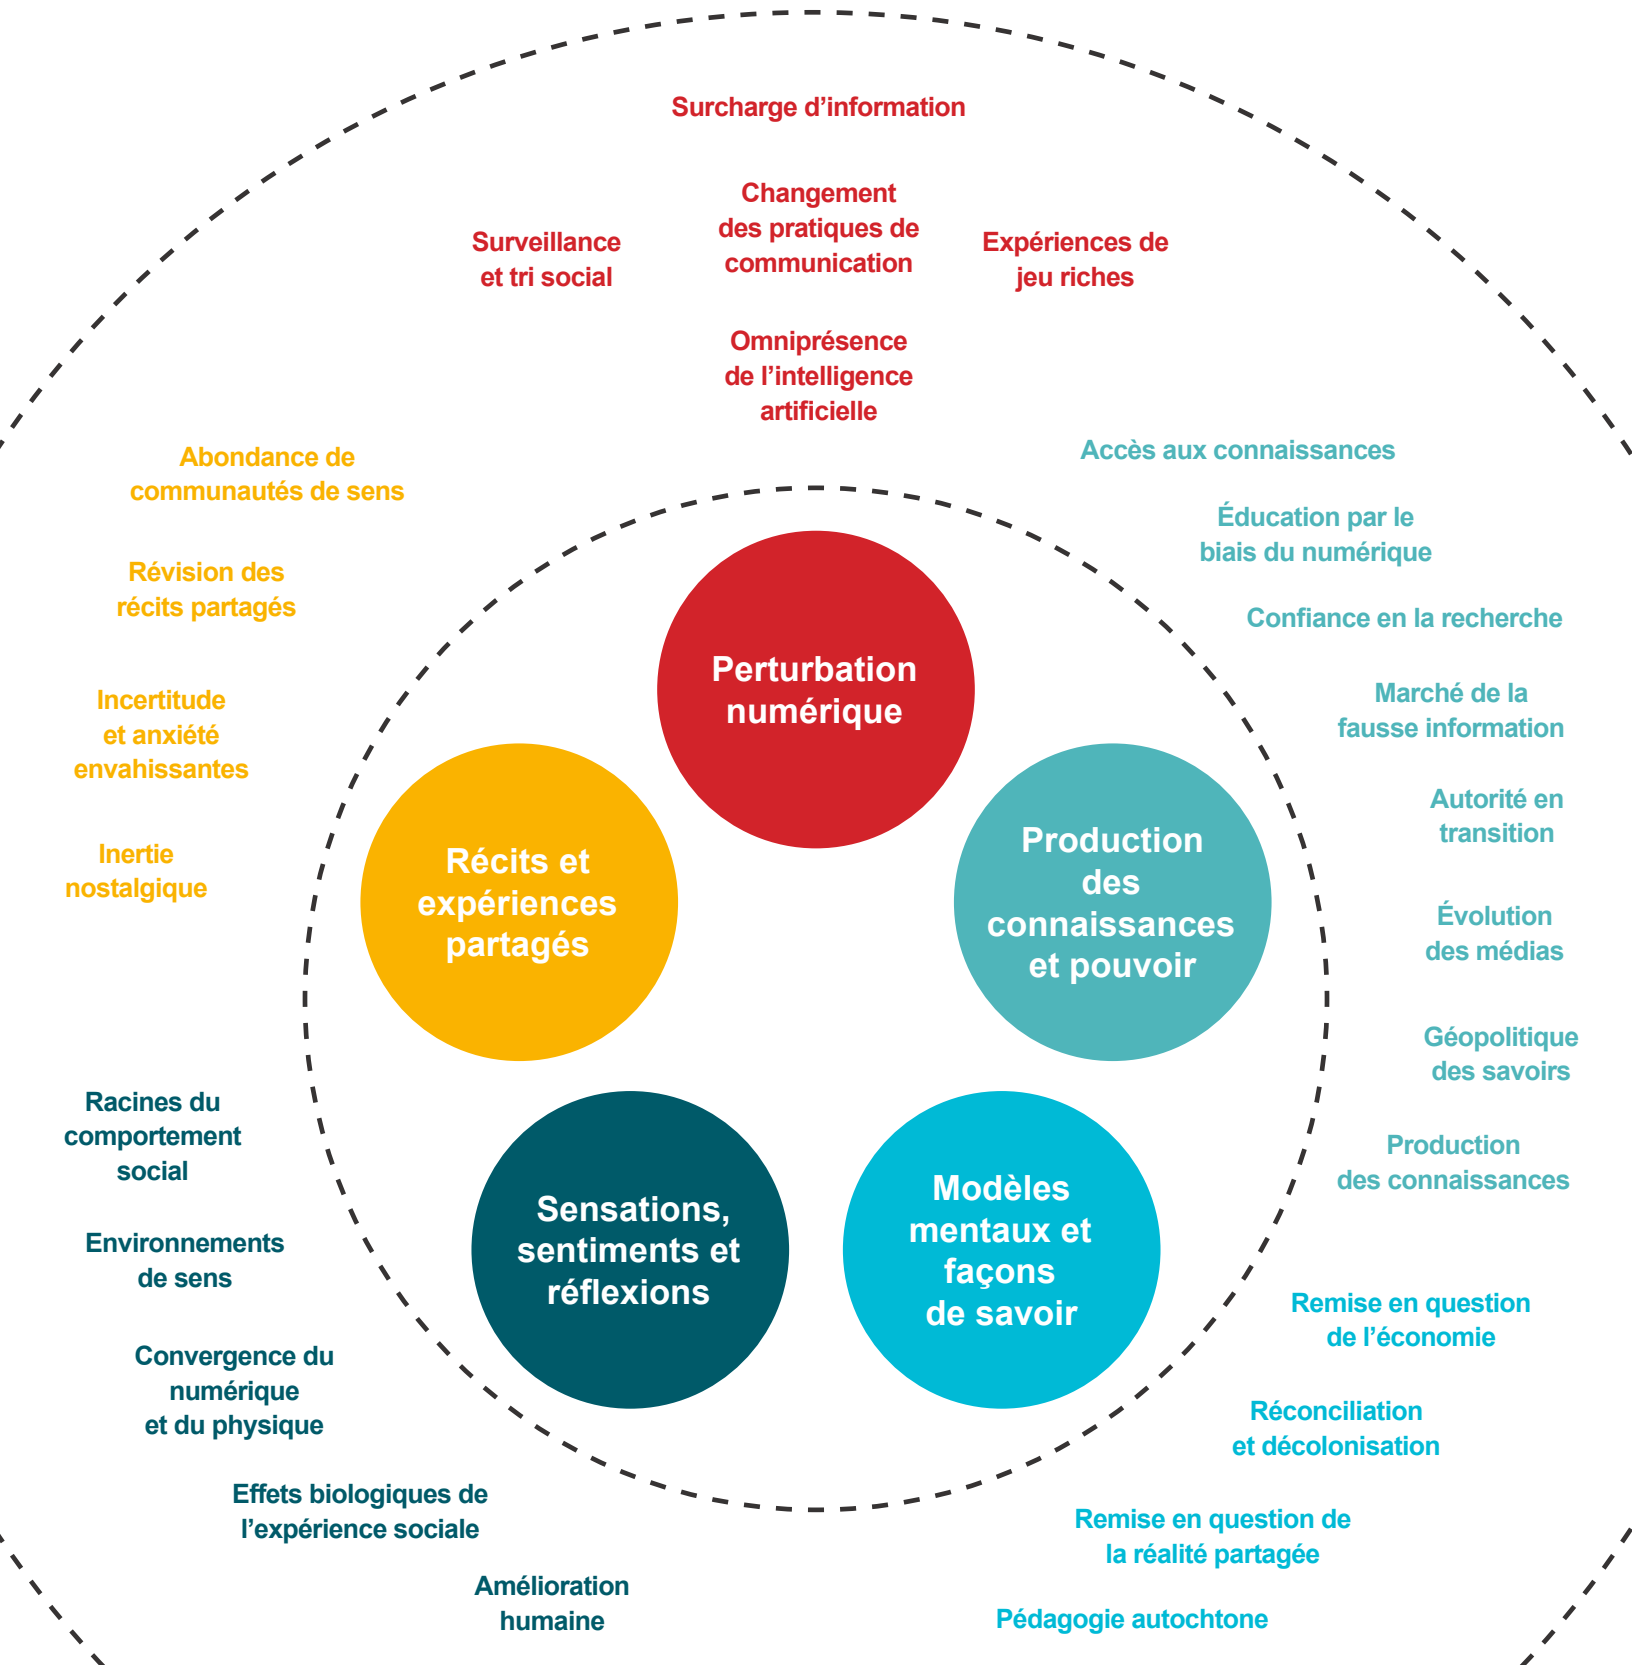 Surcharge d’information
Changement
des pratiques de
communication
Surveillance
et tri social
Expériences de
jeu riches
Omniprésence
de l’intelligence
artificielle
Abondance de
communautés de sens
Révision des
récits partagés
Incertitude
et anxiété
envahissantes
Inertie
nostalgique
Accès aux connaissances
Éducation par le
biais du numérique
Confiance en la recherche
Marché de la
fausse information
Autorité en
transition
Évolution
des médias
Géopolitique
des savoirs
Production
des connaissances
Perturbation
numérique
Récits et
expériences
partagés
Production
des
connaissances
et pouvoir
Sensations,
sentiments et
réflexions
Modèles
mentaux et
façons
de savoir
Racines du
comportement
social
Environnements
de sens
Convergence du
numérique
et du physique
Effets biologiques de
l’expérience sociale
Amélioration
humaine
Remise en question
de l’économie
Réconciliation
et décolonisation
Remise en question de
la réalité partagée
Pédagogie autochtone